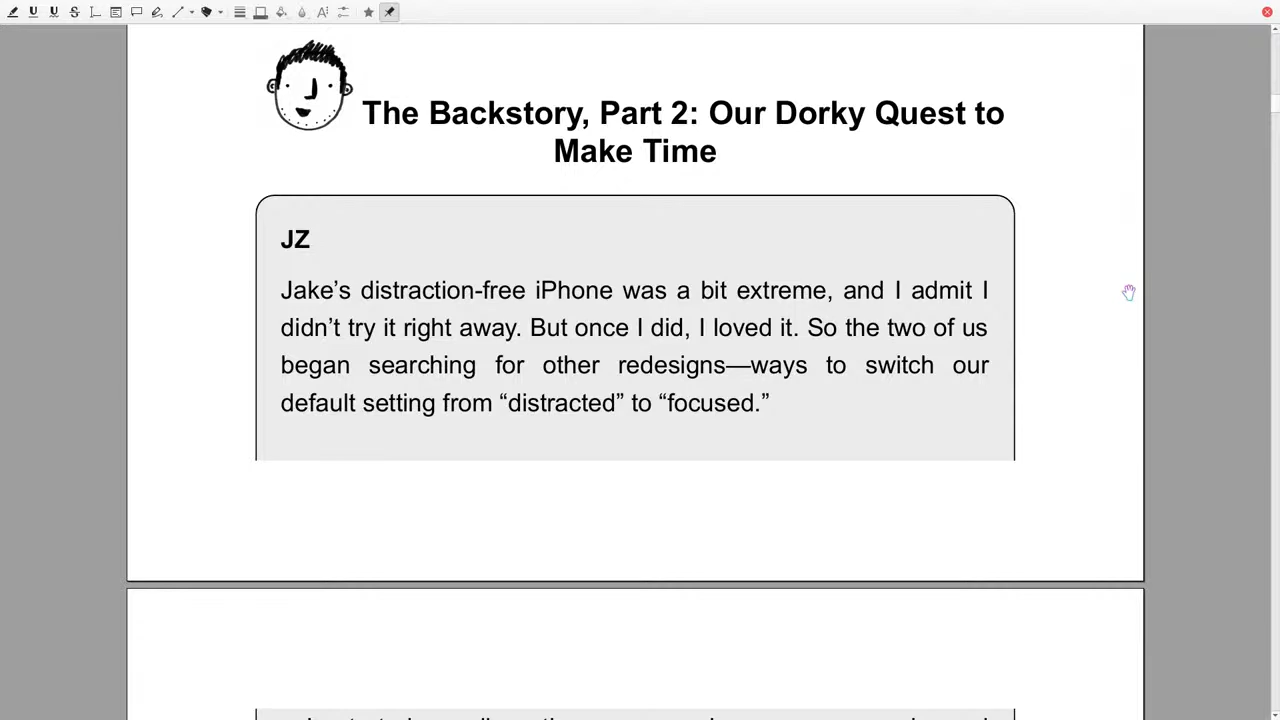 The Backstory, Part 2: Our Dorky Quest to
Make Time
JZ
Jake’s distraction-free iPhone was a bit extreme, and I admit I
didn’t try it right away. But once I did, I loved it. So the two of us
began searching for other redesigns—ways to switch our
default setting from “distracted” to “focused.”